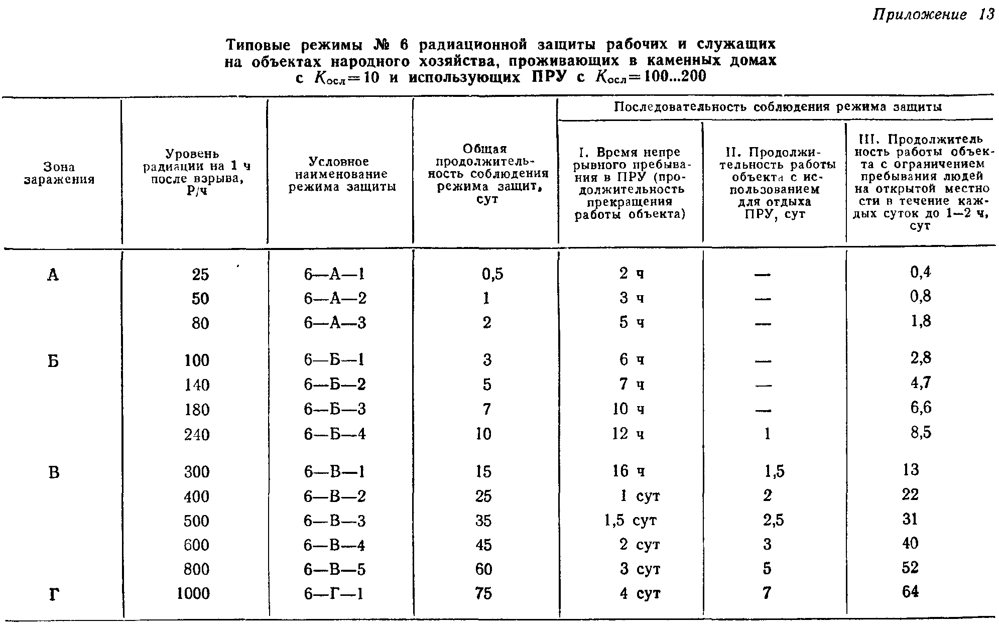 Приложение 13
Типовые режимы № 6 радиационной защиты рабочих и служащих
на объектах народного хозяйства, проживающих в каменных домах
с Kосл=10 и использующих ПРУ с Kосл=100...200
Зона
заражения
Уровень
радиации на 1 ч
после взрыва,
Р/ч
Условное
наименование
режима защиты
Общая
продолжитель-
ность соблюдения
режима защит,
сут
Последовательность соблюдения режима защиты
I. Время непре
рывного пребыва-
ния в ПРУ (про-
должительность
прекращения
работы объекта)
II. Продолжи-
тельность работы
объекта с ис-
пользованием
для отдыха
ПРУ, сут
III. Продолжитель
ность работы объек-
та с ограничением
пребывания людей
на открытой местно
сти в течение каж-
дых суток до 1—2 ч,
сут
А 25 6—А—1 0,5 2 ч — 0,4
50 6—А—2 1 3 ч — 0,8
80 6—А—3 2 5 ч — 1,8
Б 100 6—Б—1 3 6 ч — 2,8
140 6—Б—2 5 7 ч — 4,7
180 6—Б—3 7 10 ч — 6,6
240 6—Б—4 10 12 ч 1 8,5
В 300 6—В—1 15 16 ч 1,5 13
400 6—В—2 25 1 сут 2 22
500 6—В—3 35 1,5 сут 2,5 31
600 6—В—4 45 2 сут 3 40
800 6—В—5 60 3 сут 5 52
Г 1000 6—Г—1 75 4 сут 7 64